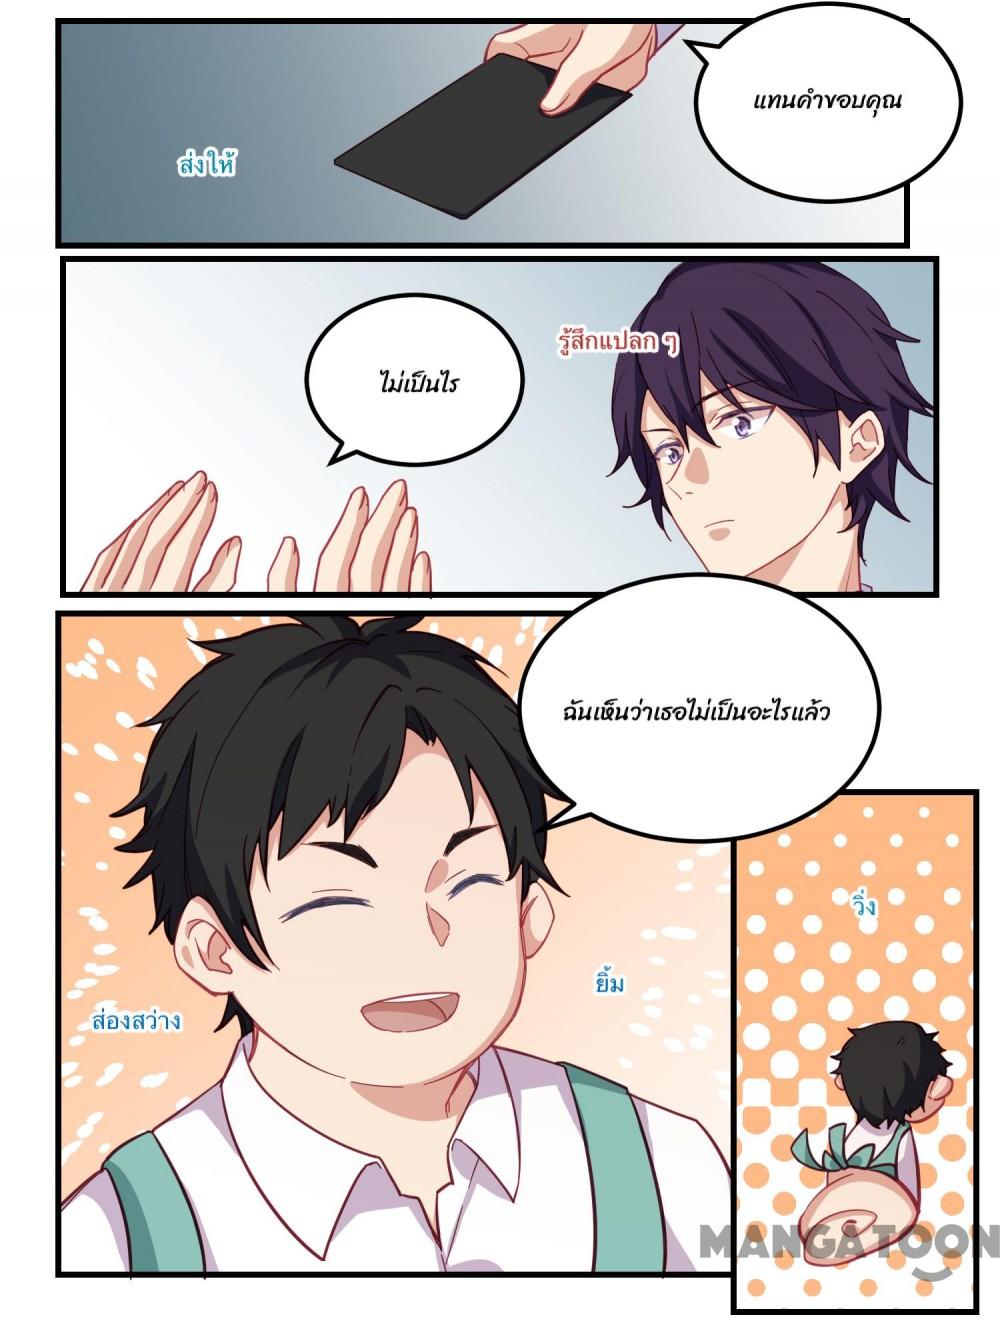 แทนคำขอบคุณ
ส่งให้
รู้สึกแปลก ๆ
ไม่เป็นไร
ฉันเห็นว่าเธอไม่เป็นอะไรแล้ว
วิ่ง
ยิ้ม
ส่องสว่าง
MANGATOON